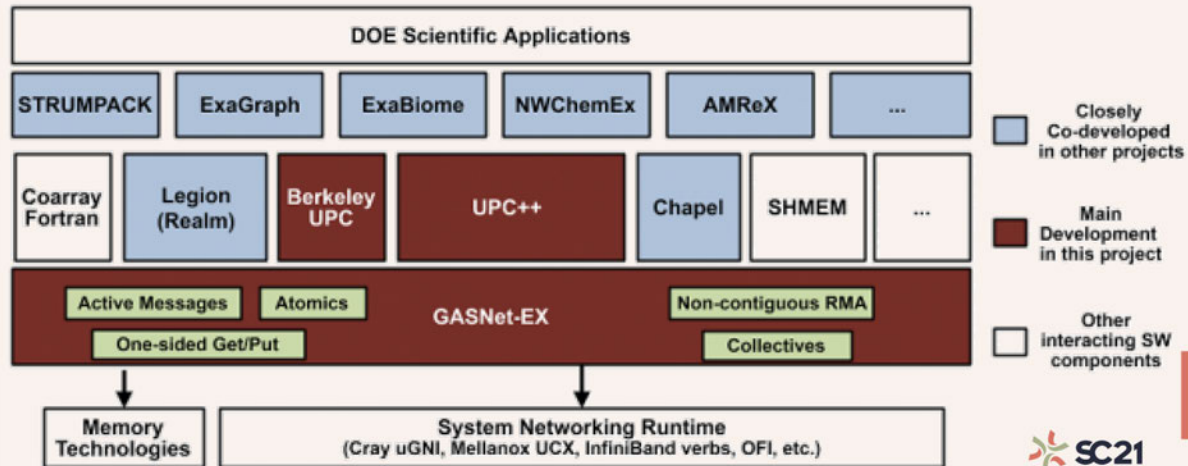 DOE Scientific Applications
STRUMPACK
ExaGraph
ExaBiome
NWChemEx
AMReX
...
Closely
Co-developed
in other projects
Coarray
Fortran
Legion
(Realm)
Berkeley
UPC
UPC++
Chapel
SHMEM
...
Main
Development
in this project
Active Messages
Atomics
GASNet-EX
Non-contiguous RMA
One-sided Get/Put
Collectives
Other
interacting SW
components
Memory
Technologies
System Networking Runtime
(Cray uGNI, Mellanox UCX, InfiniBand verbs, OFI, etc.)
SC21